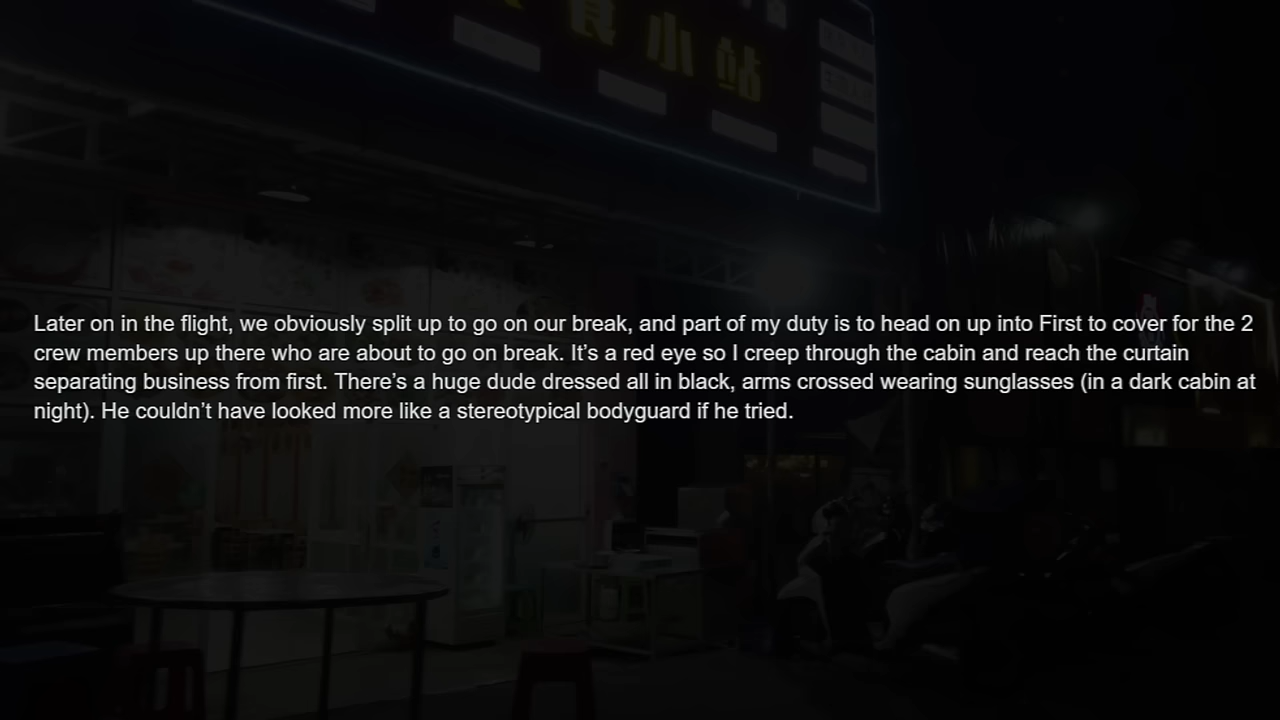 食小站
Later on in the flight, we obviously split up to go on our break, and part of my duty is to head on up into First to cover for the 2
crew members up there who are about to go on break. It’s a red eye so I creep through the cabin and reach the curtain
separating business from first. There’s a huge dude dressed all in black, arms crossed wearing sunglasses (in a dark cabin at
night). He couldn’t have looked more like a stereotypical bodyguard if he tried.